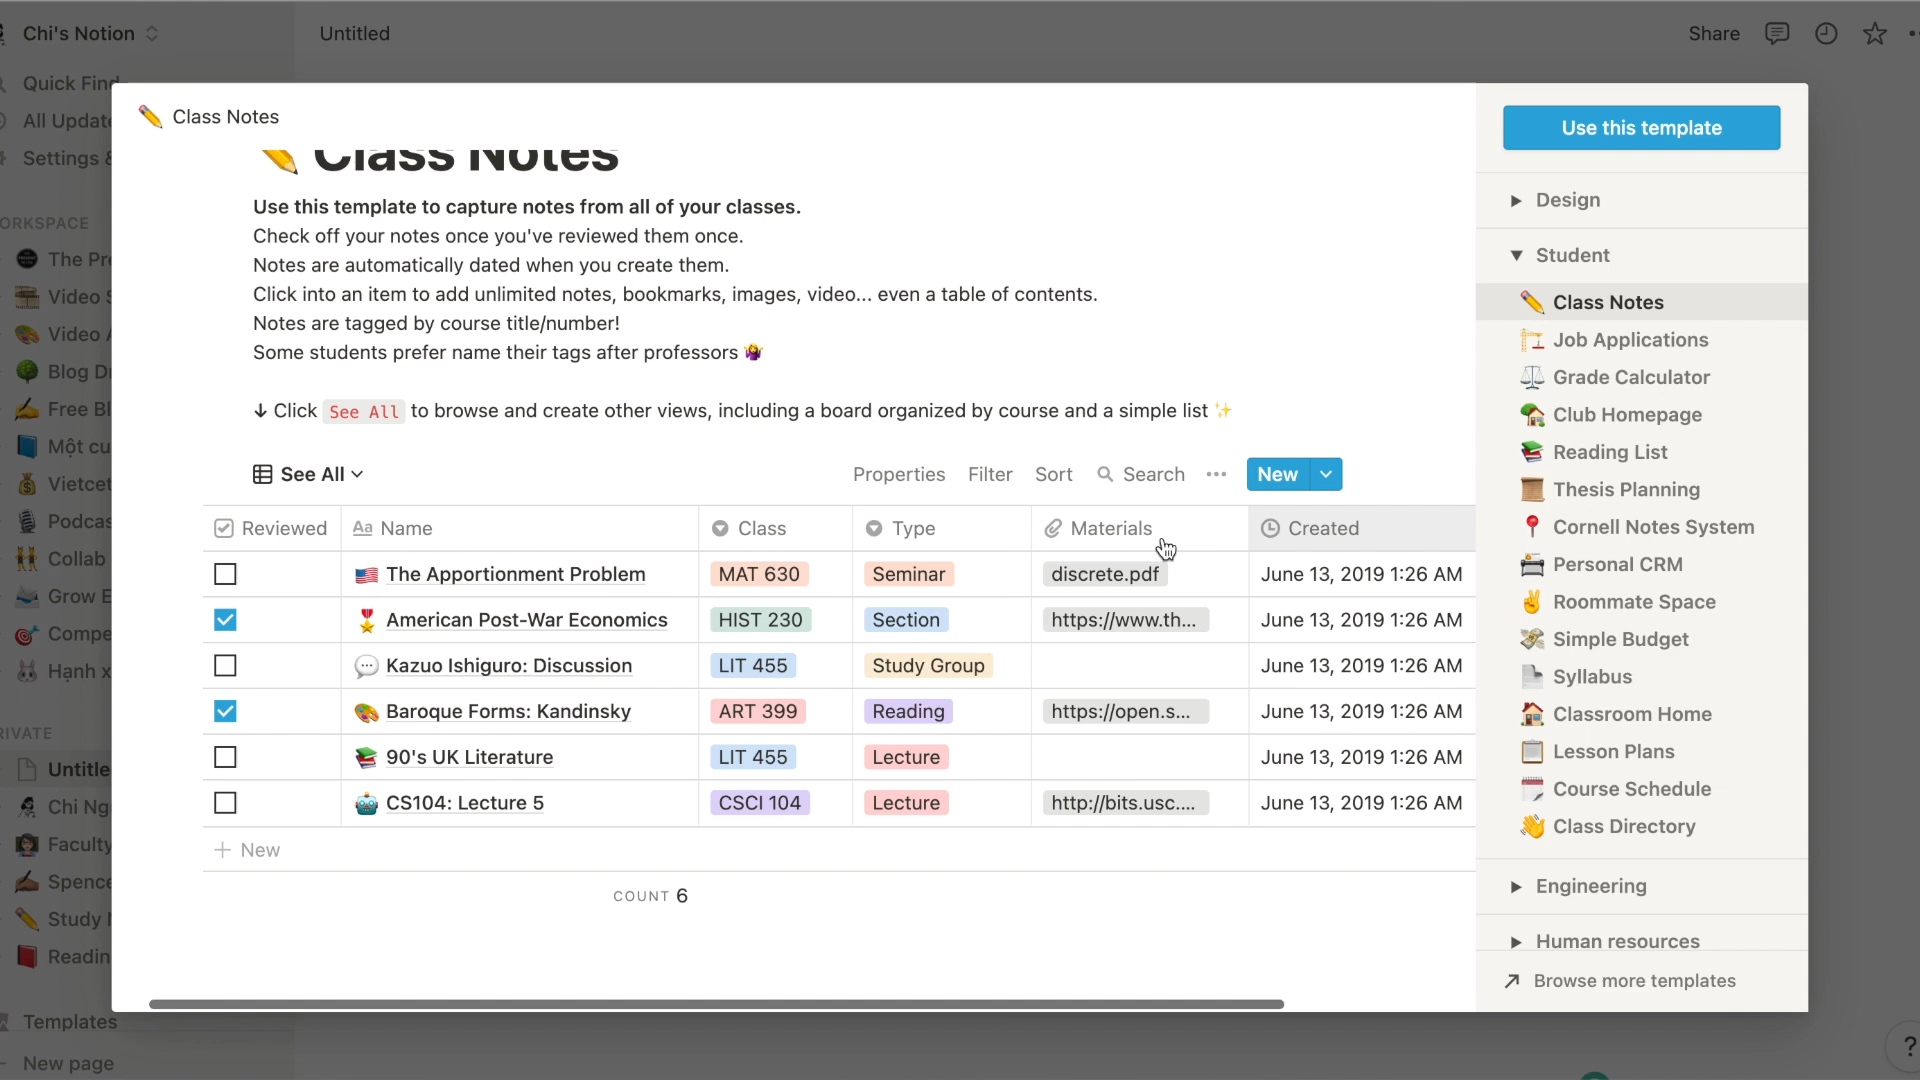 Chi's Notion
Untitled
Share
Quick Find
All Update
Settings &
ORKSPACE
The Pre
Video S
Video A
Blog Dr
Free Bl
Một cu
Vietcet
Podcas
Collab
Grow E
Compe
Hạnh x
RIVATE
Untitle
Chi Ng
Faculty
Spence
Study
Readin
Templates
New page
Class Notes
Class Notes
Use this template to capture notes from all of your classes.
Check off your notes once you've reviewed them once.
Notes are automatically dated when you create them.
Click into an item to add unlimited notes, bookmarks, images, video... even a table of contents.
Notes are tagged by course title/number!
Some students prefer name their tags after professors 🤷‍♀️
↓ Click See All to browse and create other views, including a board organized by course and a simple list ✨
See All Properties Filter Sort Search ••• New
Reviewed Aa Name Class Type Materials Created
The Apportionment Problem MAT 630 Seminar discrete.pdf June 13, 2019 1:26 AM
American Post-War Economics HIST 230 Section https://www.th... June 13, 2019 1:26 AM
Kazuo Ishiguro: Discussion LIT 455 Study Group June 13, 2019 1:26 AM
Baroque Forms: Kandinsky ART 399 Reading https://open.s... June 13, 2019 1:26 AM
90's UK Literature LIT 455 Lecture June 13, 2019 1:26 AM
CS104: Lecture 5 CSCI 104 Lecture http://bits.usc.... June 13, 2019 1:26 AM
+ New
COUNT 6
Use this template
Design
Student
Class Notes
Job Applications
Grade Calculator
Club Homepage
Reading List
Thesis Planning
Cornell Notes System
Personal CRM
Roommate Space
Simple Budget
Syllabus
Classroom Home
Lesson Plans
Course Schedule
Class Directory
Engineering
Human resources
Browse more templates
?